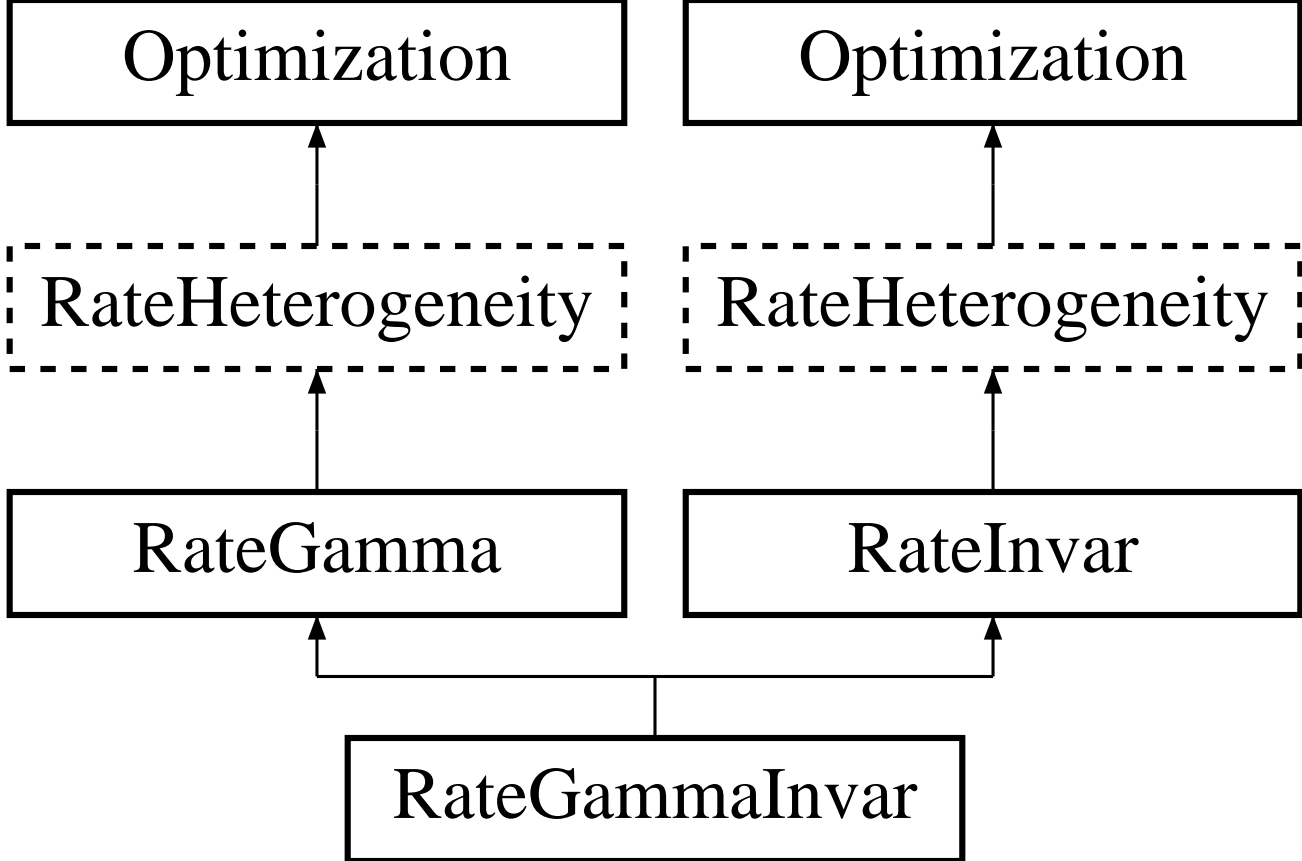 Optimization Optimization
RateHeterogeneity RateHeterogeneity
RateGamma RateInvar
RateGammaInvar